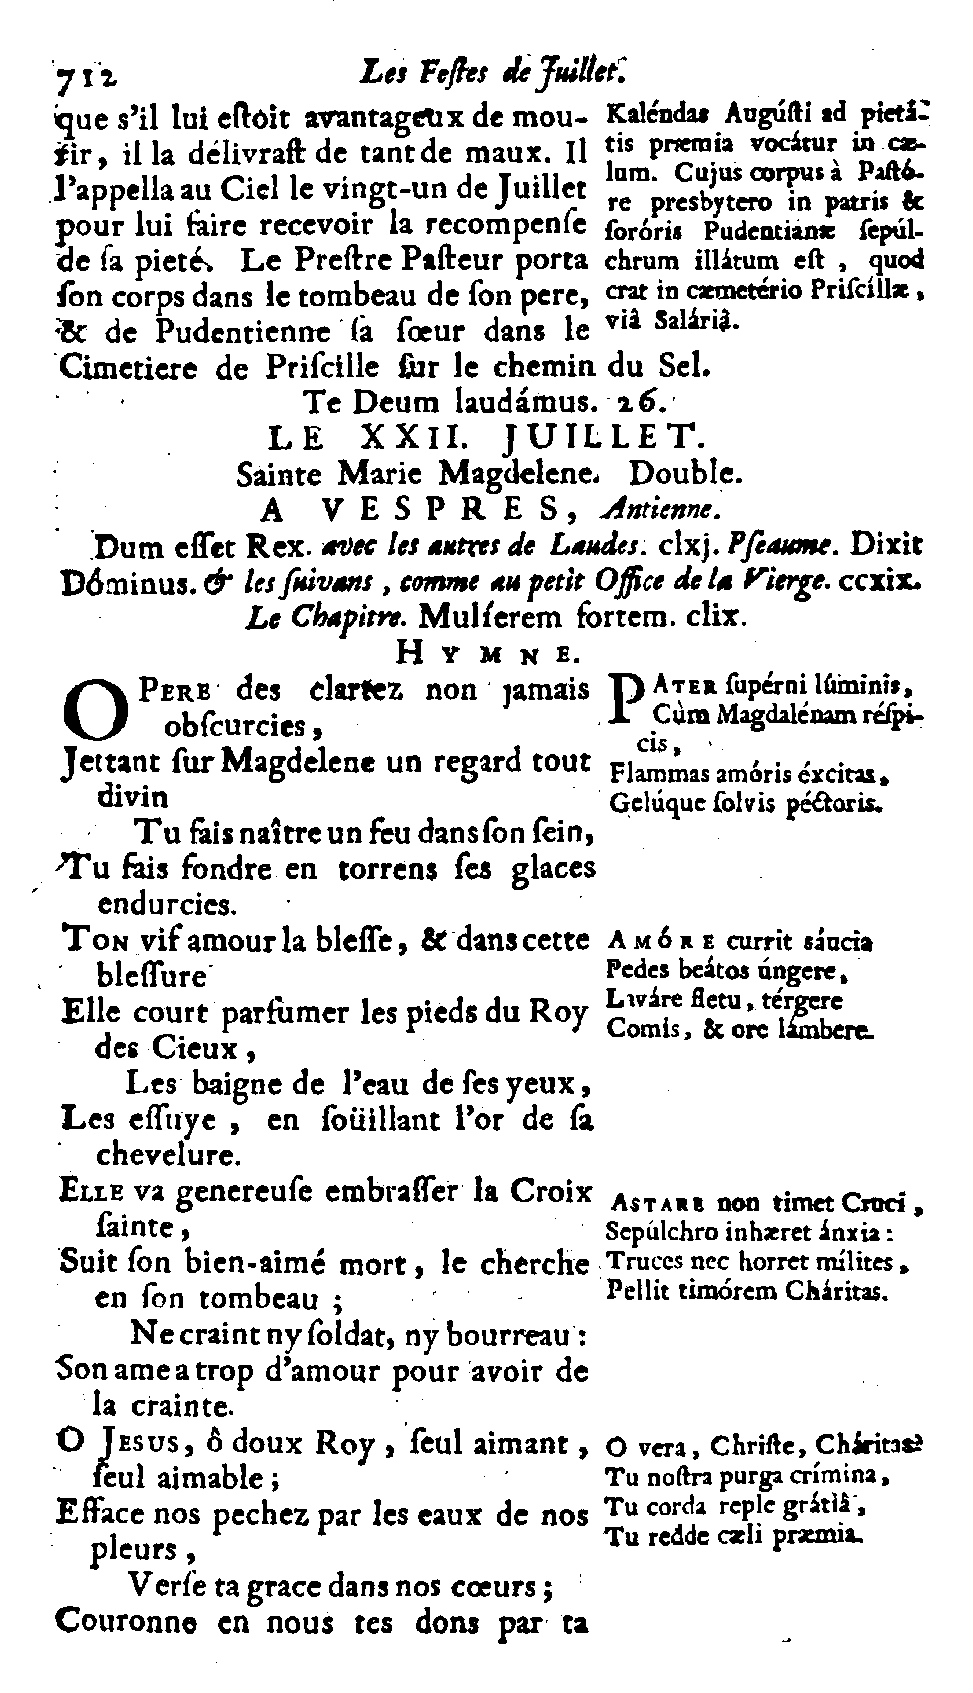 712 Les Feſtes de Juillet.
que s'il lui eſtoit avantageux de mou-
rir, il la délivraſt de tant de maux. Il
l'appella au Ciel le vingt-un de Juillet
pour lui faire recevoir la recompenſe
de ſa pieté. Le Preſtre Paſteur porta
ſon corps dans le tombeau de ſon pere,
& de Pudentienne ſa ſœur dans le
Cimetiere de Priſcille ſur le chemin du Sel.
Kaléndas Augúſti ad pietá-
tis præmia vocátur in cæ-
lum. Cujus corpus à Paſtó-
re presbytero in patris &
ſoróris Pudentianæ ſepúl-
chrum illátum eſt, quod
erat in cæmetério Priſcíllæ,
viâ Saláriâ.
Te Deum laudámus. 26.
LE XXII. JUILLET.
Sainte Marie Magdelene. Double.
A VESPRES, Antienne.
Dum eſſet Rex. avec les autres de Laudes. clxj. Pſeaume. Dixit
Dóminus. & les ſuivans, comme au petit Office de la Vierge. ccxix.
Le Chapitre. Mulíerem fortem. clix.
HYMNE.
O PERE des clartez non jamais
obſcurcies,
Jettant ſur Magdelene un regard tout
divin
Tu fais naître un feu dans ſon ſein,
Tu fais fondre en torrens ſes glaces
endurcies.
TON vif amour la bleſſe, & dans cette
bleſſure
Elle court parfumer les pieds du Roy
des Cieux,
Les baigne de l'eau de ſes yeux,
Les eſſuye, en ſoüillant l'or de ſa
chevelure.
ELLE va genereuſe embraſſer la Croix
ſainte,
Suit ſon bien-aimé mort, le cherche
en ſon tombeau;
Ne craint ny ſoldat, ny bourreau:
Son ame a trop d'amour pour avoir de
la crainte.
O JESUS, ô doux Roy, ſeul aimant,
ſeul aimable;
Efface nos pechez par les eaux de nos
pleurs,
Verſe ta grace dans nos cœurs;
Couronne en nous tes dons par ta
PATER ſupérni lúminis,
Cùm Magdalénam réſpi-
cis,
Flammas amóris éxcitas,
Gelúque ſolvis péctoris.
AMÓRE currit sáucia
Pedes beátos úngere,
Laváre fletu, térgere
Comis, & ore lámbere.
ASTARE non timet Cruci,
Sepúlchro inhæret ánxia:
Truces nec horret mílites,
Pellit timórem Cháritas.
O vera, Chriſte, Cháritas!
Tu noſtra purga crímina,
Tu corda reple grátiâ,
Tu redde cæli præmia.